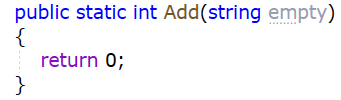 public static int Add(string empty)
{
    return 0;
}